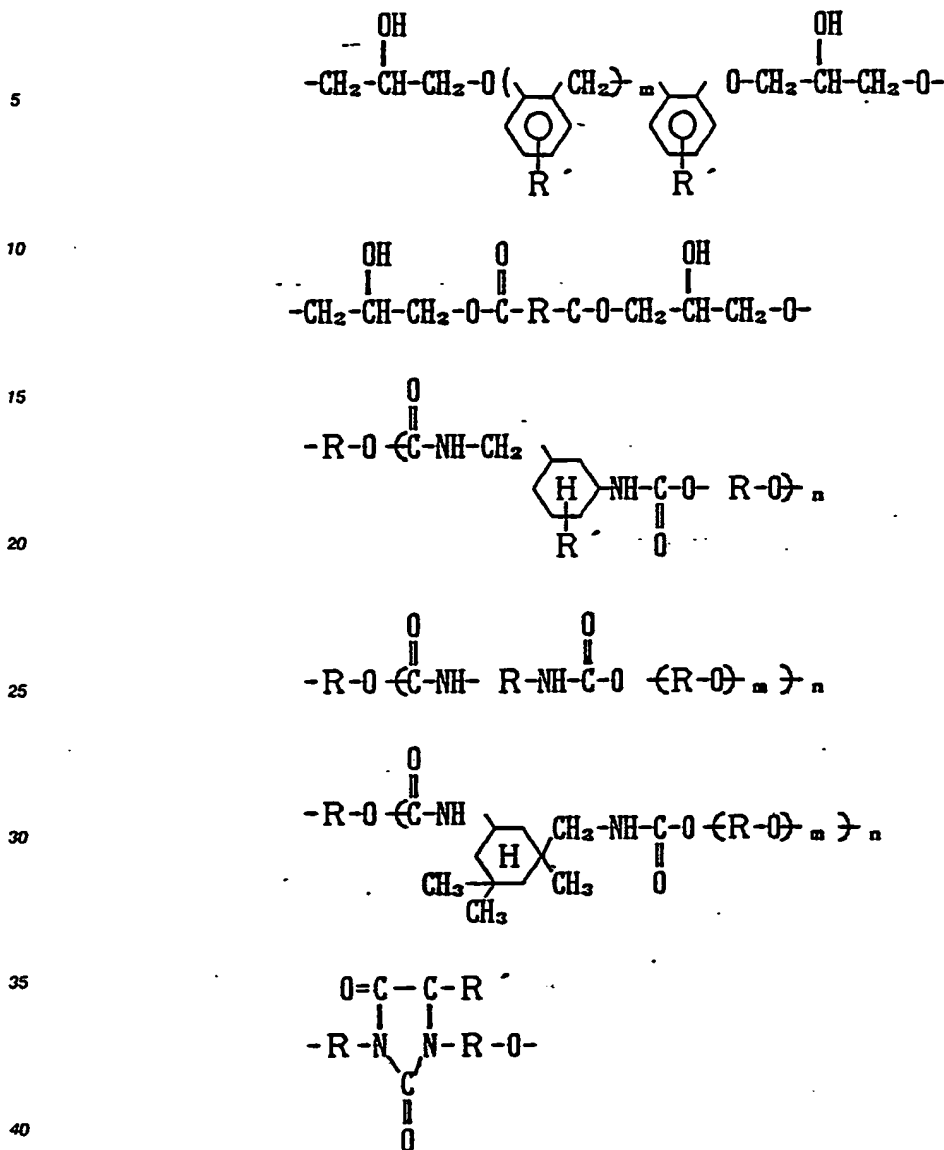 OH OH
5 -CH₂-CH-CH₂-O( CH₂)m O-CH₂-CH-CH₂-O-
R' R'
10 OH O OH
-CH₂-CH-CH₂-O-C-R-C-O-CH₂-CH-CH₂-O-
15 O
-R-O(C-NH-CH₂ H NH-C-O- R-O)n
20 R' O
O O
25 -R-O(C-NH- R-NH-C-O (R-O)m)n
O
30 -R-O(C-NH H CH₂-NH-C-O(R-O)m)n
CH₃ CH₃ O
CH₃
35 O=C-C-R'
-R-N N-R-O-
C
40 O